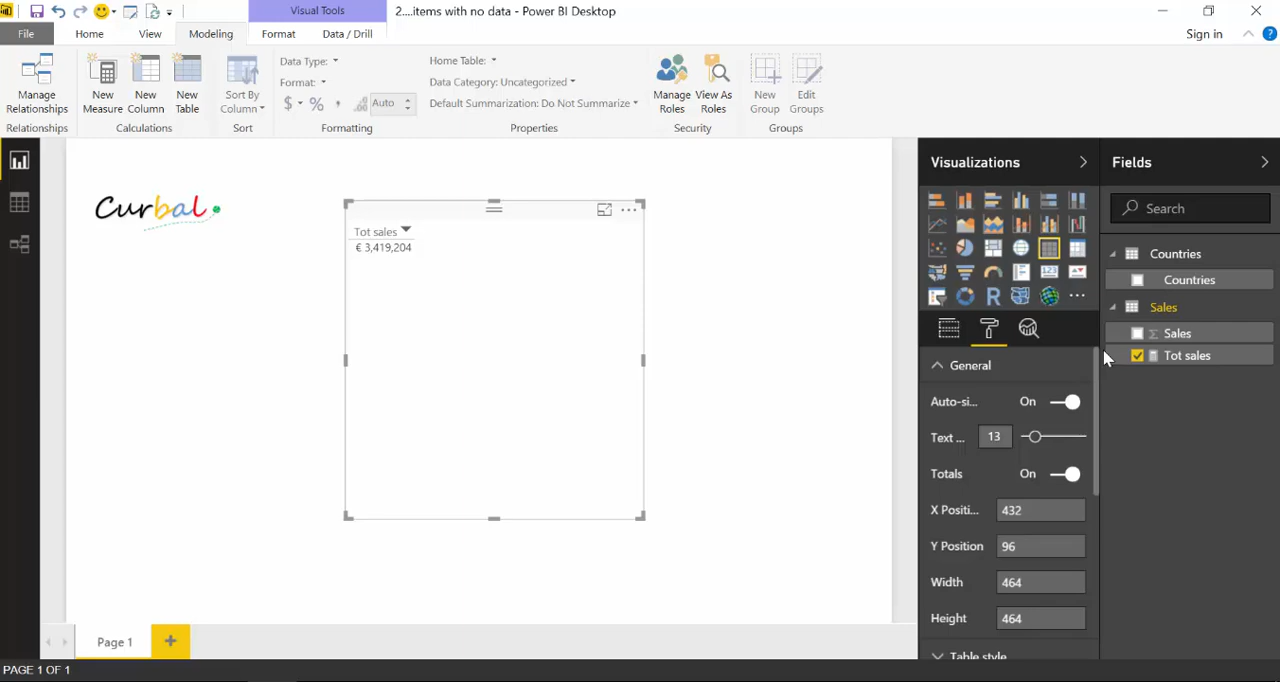 Visual Tools
2....items with no data - Power BI Desktop
File
Home
View
Modeling
Format
Data / Drill
Sign in
?
Manage
Relationships
New
Measure
New
Column
New
Table
Sort By
Column
Data Type:
Format:
$ % , Auto
Home Table:
Data Category: Uncategorized
Default Summarization: Do Not Summarize
Manage
Roles
View As
Roles
New
Group
Edit
Groups
Relationships
Calculations
Sort
Formatting
Properties
Security
Groups
Curbal
Tot sales
€ 3,419,204
Visualizations
R
123
General
Auto-si... On
Text ... 13
Totals On
X Positi... 432
Y Position 96
Width 464
Height 464
Table style
Fields
Search
Countries
Countries
Sales
Σ Sales
Tot sales
Page 1
PAGE 1 OF 1